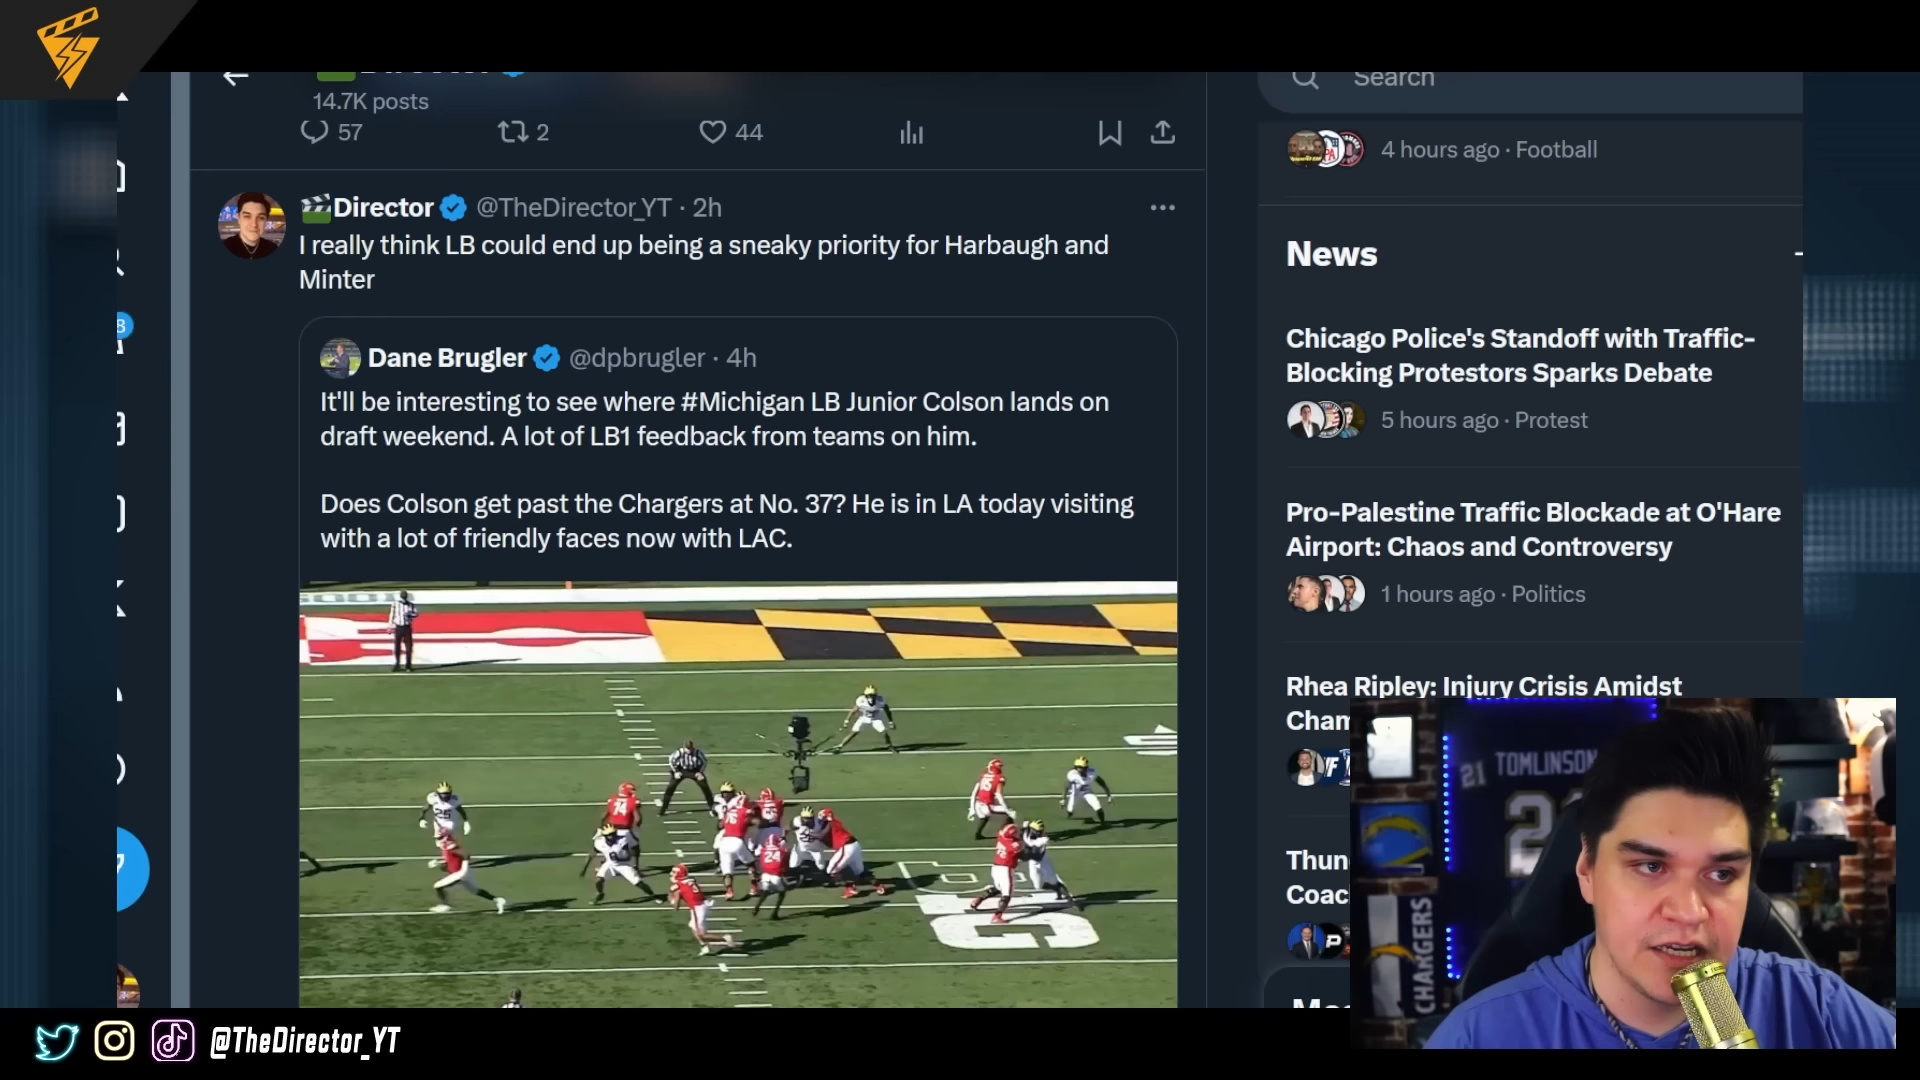 Search
14.7K posts
57
2
44
4 hours ago · Football
Director @TheDirector_YT · 2h
I really think LB could end up being a sneaky priority for Harbaugh and
Minter
News
Dane Brugler @dpbrugler · 4h
It'll be interesting to see where #Michigan LB Junior Colson lands on
draft weekend. A lot of LB1 feedback from teams on him.
Does Colson get past the Chargers at No. 37? He is in LA today visiting
with a lot of friendly faces now with LAC.
Chicago Police's Standoff with Traffic-
Blocking Protestors Sparks Debate
5 hours ago · Protest
Pro-Palestine Traffic Blockade at O'Hare
Airport: Chaos and Controversy
1 hours ago · Politics
Rhea Ripley: Injury Crisis Amidst
Cham
Thun
Coac
21
TOMLINSON
CHARGERS
@TheDirector_YT